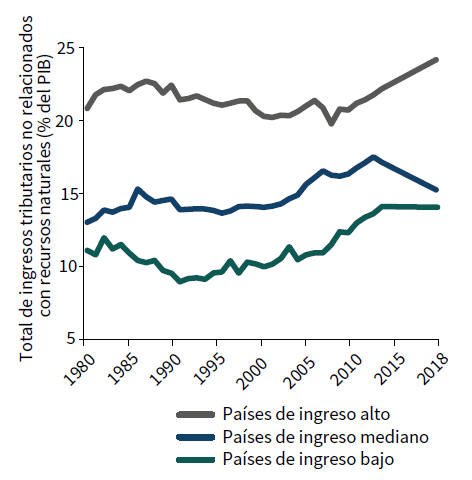 Total de ingresos tributarios no relacionados
con recursos naturales (% del PIB)
25
20
15
10
5
1980
1985
1990
1995
2000
2005
2010
2015
2018
Países de ingreso alto
Países de ingreso mediano
Países de ingreso bajo